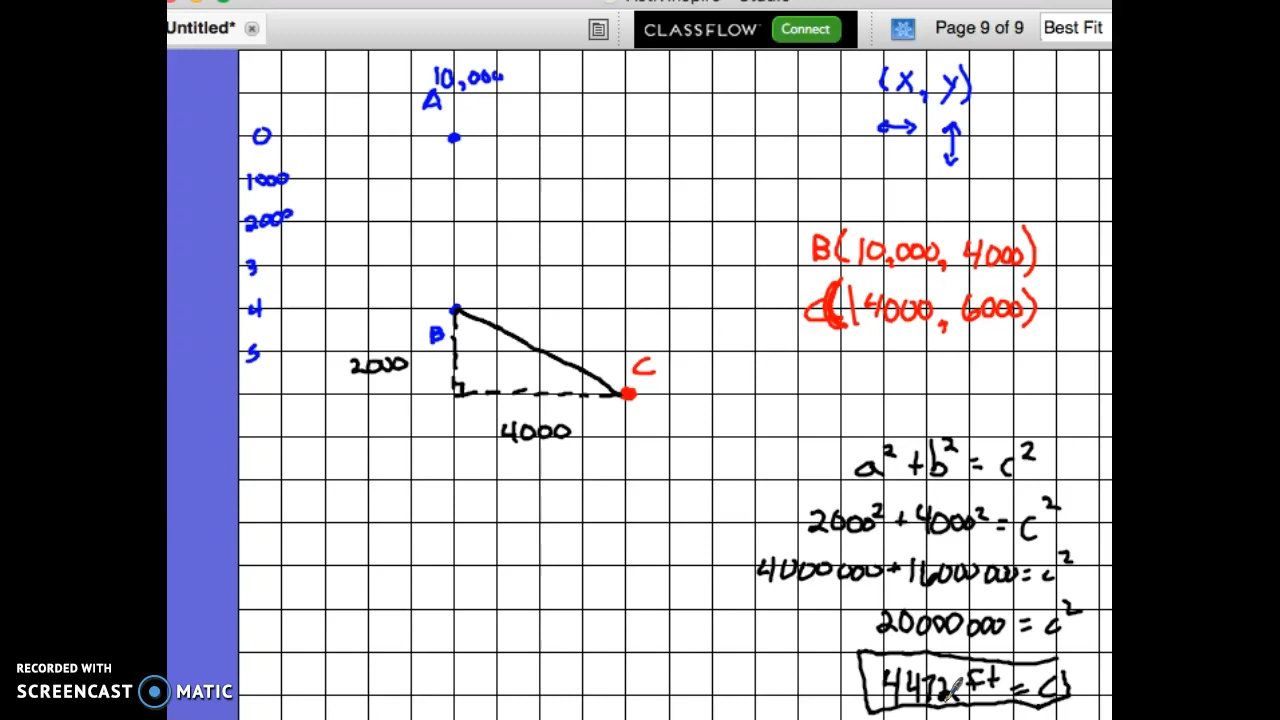 Untitled*
CLASSFLOW Connect
Page 9 of 9
Best Fit
10,000
A
(x, y)
0
1000
2000
3
4
5
B(10,000, 4000)
C(14000, 6000)
B
2000
C
4000
a² + b² = c²
2000² + 4000² = c²
4000000 + 16000000 = c²
20000000 = c²
4472 ft = c
RECORDED WITH
SCREENCAST MATIC